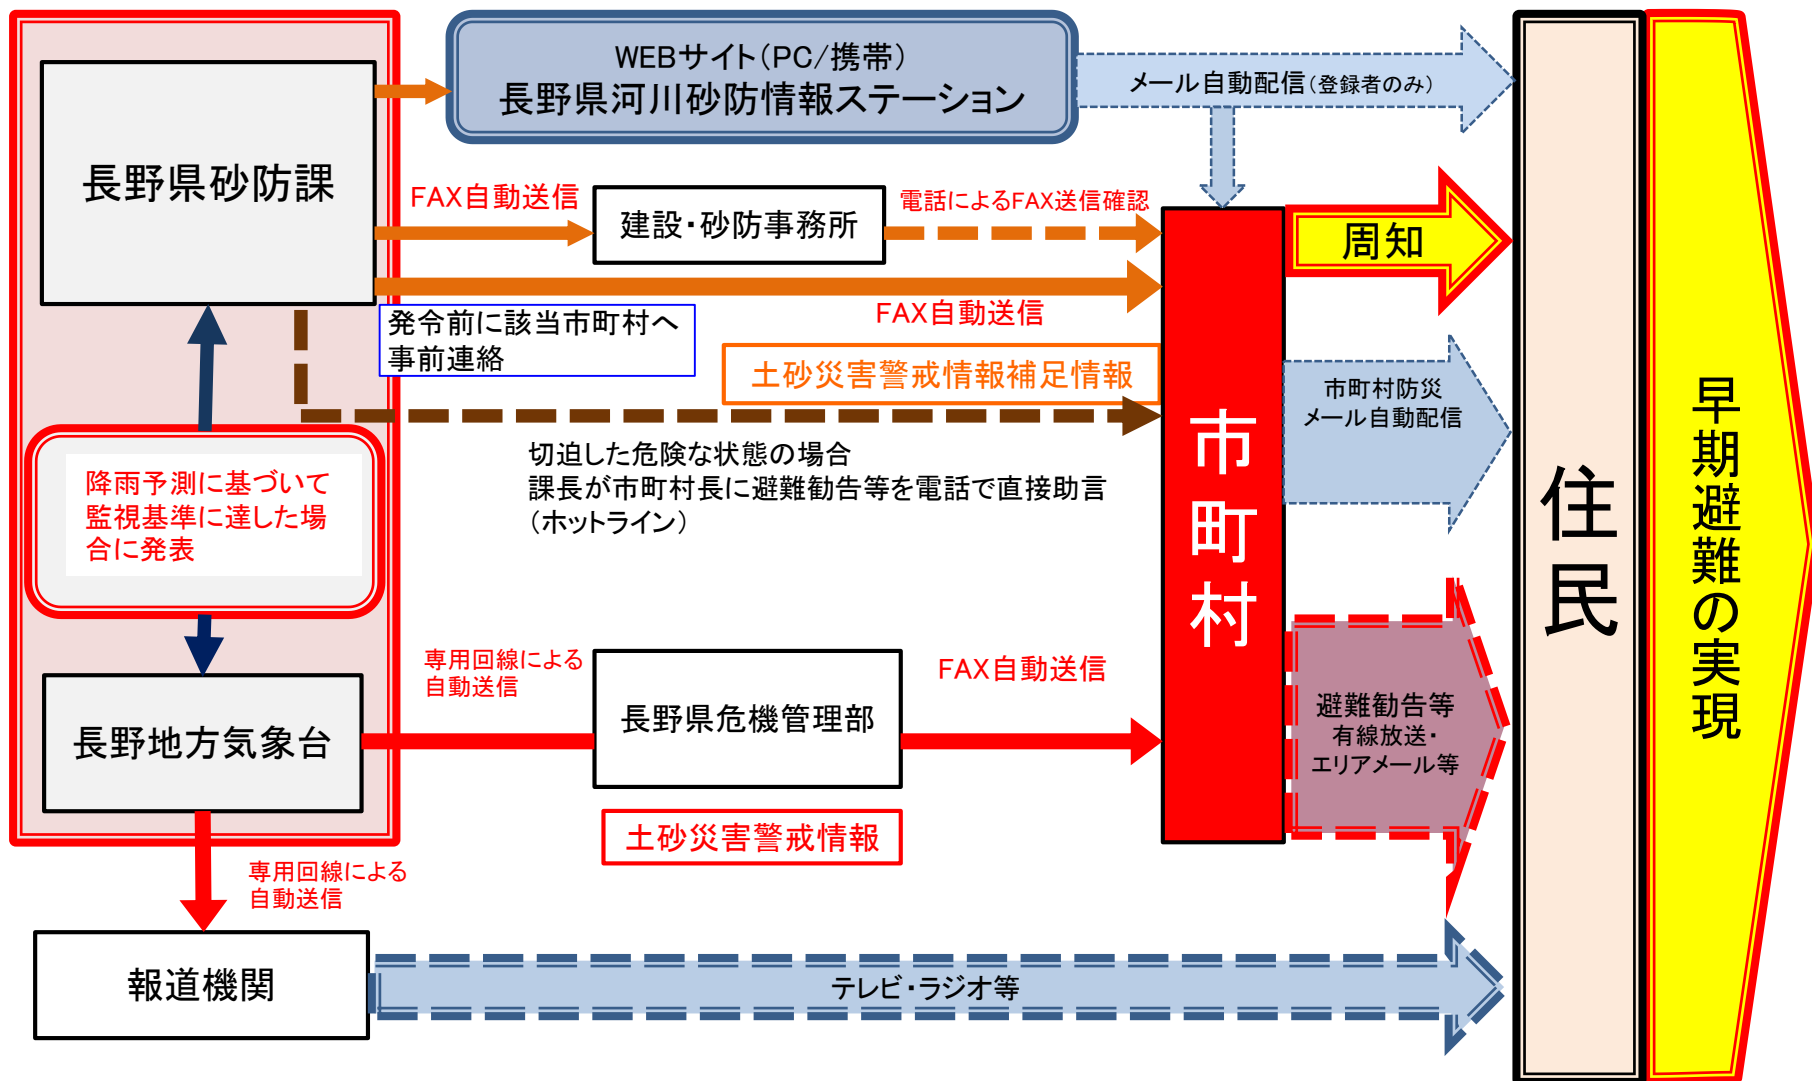 WEBサイト（PC/携帯）
長野県河川砂防情報ステーション
メール自動配信（登録者のみ）
長野県砂防課
FAX自動送信
建設・砂防事務所
電話によるFAX送信確認
周知
FAX自動送信
発令前に該当市町村へ
事前連絡
土砂災害警戒情報補足情報
市町村防災
メール自動配信
切迫した危険な状態の場合
課長が市町村長に避難勧告等を電話で直接助言
（ホットライン）
降雨予測に基づいて
監視基準に達した場
合に発表
市町村
住民
早期避難の実現
専用回線による
自動送信
長野県危機管理部
FAX自動送信
長野地方気象台
避難勧告等
有線放送・
エリアメール等
土砂災害警戒情報
専用回線による
自動送信
報道機関
テレビ・ラジオ等